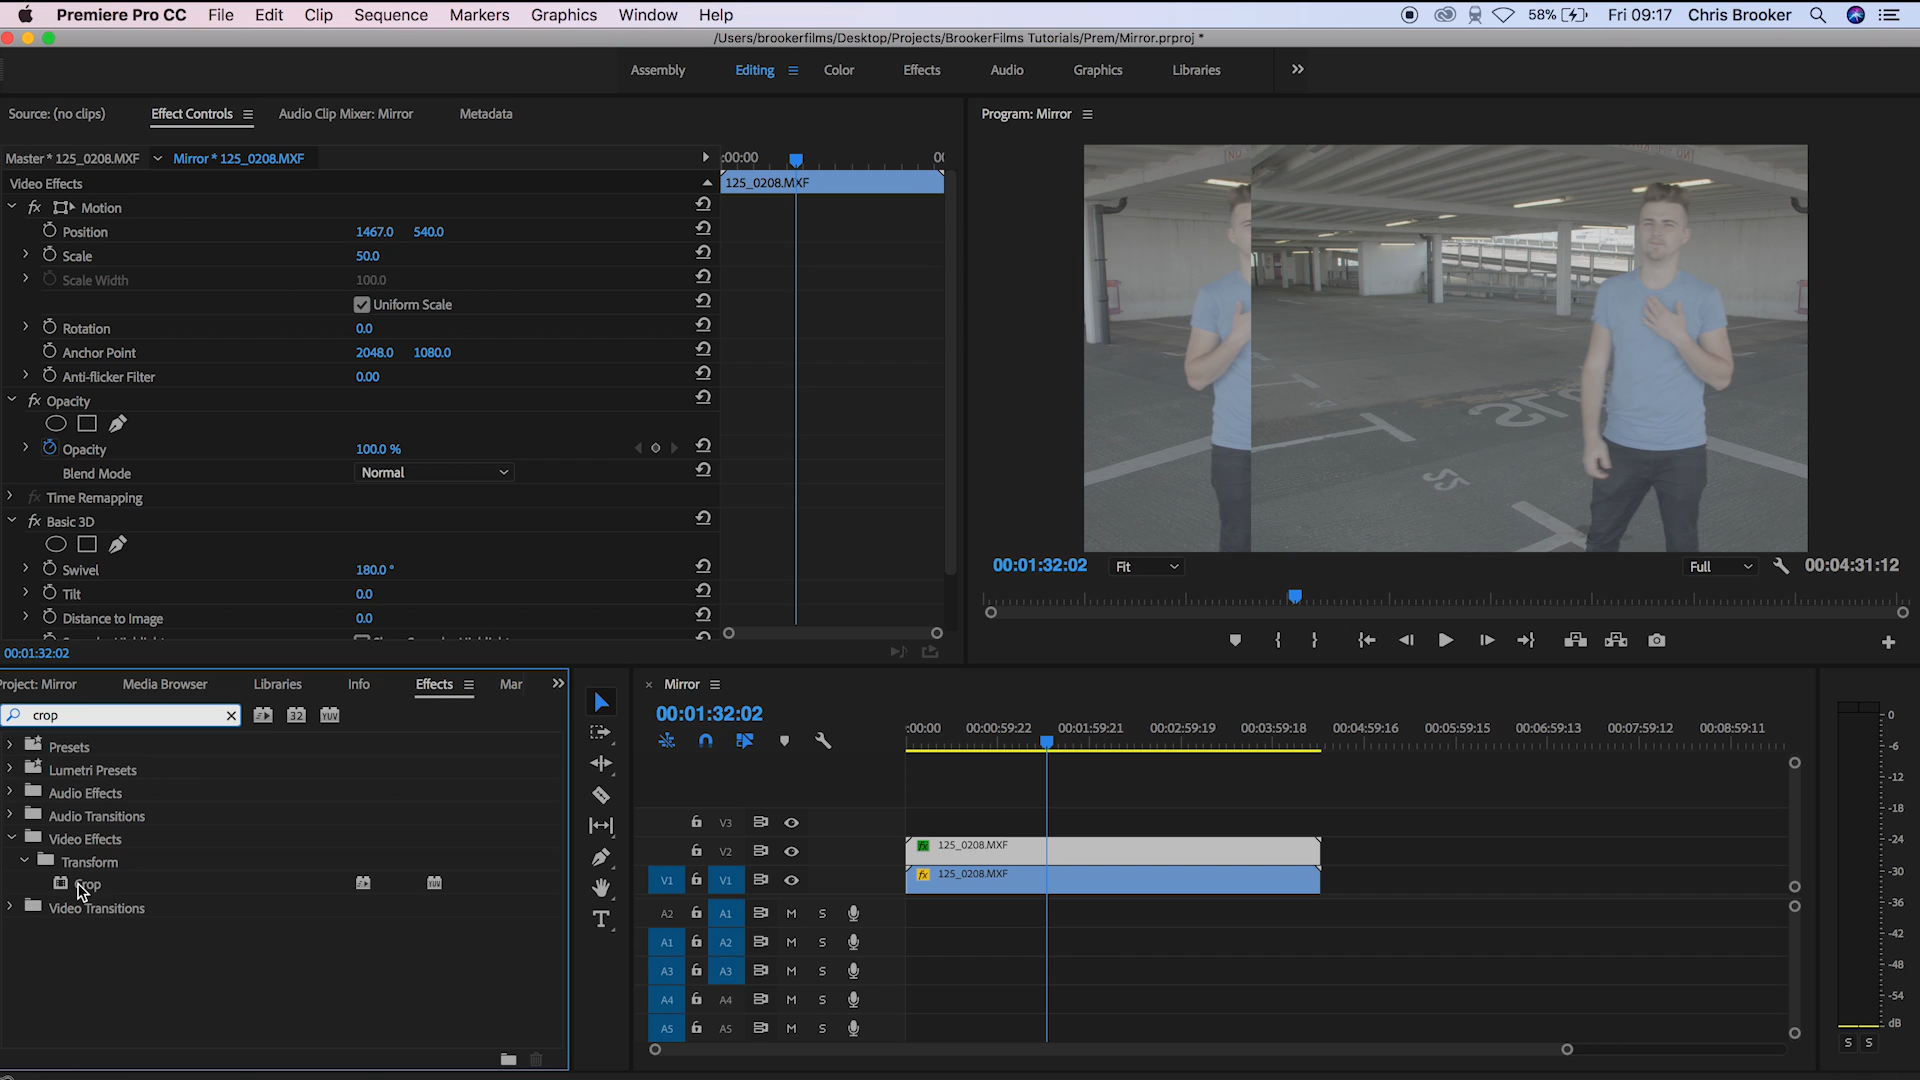 Premiere Pro CC File Edit Clip Sequence Markers Graphics Window Help 58% Fri 09:17 Chris Brooker
/Users/brookerfilms/Desktop/Projects/BrookerFilms Tutorials/Prem/Mirror.prproj *
Assembly Editing Color Effects Audio Graphics Libraries
Source: (no clips) Effect Controls Audio Clip Mixer: Mirror Metadata
Program: Mirror
Master * 125_0208.MXF Mirror * 125_0208.MXF :00:00
Video Effects 125_0208.MXF
fx Motion
Position 1467.0 540.0
Scale 50.0
Scale Width 100.0
Uniform Scale
Rotation 0.0
Anchor Point 2048.0 1080.0
Anti-flicker Filter 0.00
fx Opacity
Opacity 100.0 %
Blend Mode Normal
fx Time Remapping
fx Basic 3D
Swivel 180.0 °
Tilt 0.0
Distance to Image 0.0
00:01:32:02
00:01:32:02 Fit Full 00:04:31:12
Project: Mirror Media Browser Libraries Info Effects Mar
crop 32 YUV
Presets
Lumetri Presets
Audio Effects
Audio Transitions
Video Effects
Transform
Crop YUV
Video Transitions
T
× Mirror
00:01:32:02
:00:00 00:00:59:22 00:01:59:21 00:02:59:19 00:03:59:18 00:04:59:16 00:05:59:15 00:06:59:13 00:07:59:12 00:08:59:11
V3
V2 fx 125_0208.MXF
V1 V1 fx 125_0208.MXF
A2 A1 M S
A1 A2 M S
A3 A3 M S
A4 A4 M S
A5 A5 M S
0
-6
-12
-18
-24
-30
-36
-42
-48
-54
dB
S S